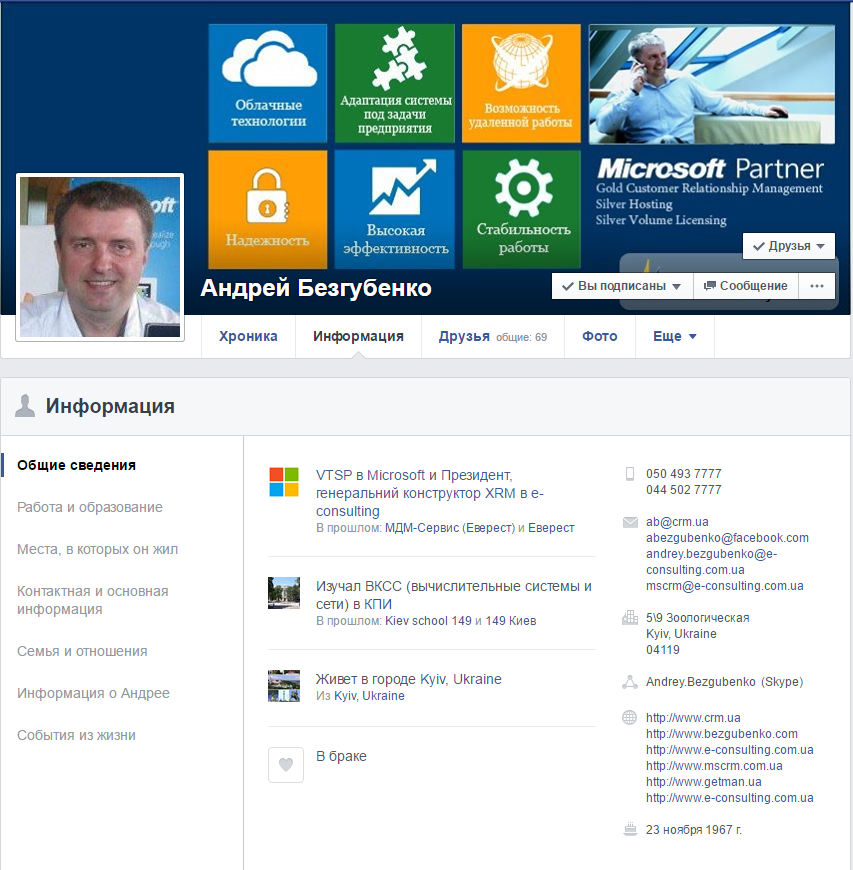 Облачные
технологии
Адаптация системы
под задачи
предприятия
Возможность
удаленной работы
Надежность
Высокая
эффективность
Стабильность
работы
Microsoft Partner
Gold Customer Relationship Management
Silver Hosting
Silver Volume Licensing
Друзья
Андрей Безгубенко
Вы подписаны
Сообщение
Хроника
Информация
Друзья общие: 69
Фото
Еще
Информация
Общие сведения
Работа и образование
Места, в которых он жил
Контактная и основная
информация
Семья и отношения
Информация о Андрее
События из жизни
VTSP в Microsoft и Президент,
генеральний конструктор XRM в e-
consulting
В прошлом: МДМ-Сервис (Еверест) и Еверест
Изучал ВКСС (вычислительные системы и
сети) в КПИ
В прошлом: Kiev school 149 и 149 Киев
Живет в городе Kyiv, Ukraine
Из Kyiv, Ukraine
В браке
050 493 7777
044 502 7777
ab@crm.ua
abezgubenko@facebook.com
andrey.bezgubenko@e-
consulting.com.ua
mscrm@e-consulting.com.ua
5\9 Зоологическая
Kyiv, Ukraine
04119
Andrey.Bezgubenko (Skype)
http://www.crm.ua
http://www.bezgubenko.com
http://www.e-consulting.com.ua
http://www.mscrm.com.ua
http://www.getman.ua
http://www.e-consulting.com.ua
23 ноября 1967 г.